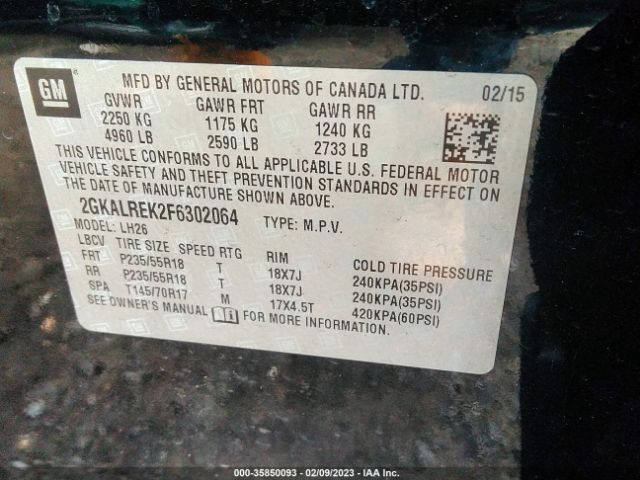 GM ® MFD BY GENERAL MOTORS OF CANADA LTD. 02/15
GVWR GAWR FRT GAWR RR
2250 KG 1175 KG 1240 KG
4960 LB 2590 LB 2733 LB
THIS VEHICLE CONFORMS TO ALL APPLICABLE U.S. FEDERAL MOTOR
VEHICLE SAFETY AND THEFT PREVENTION STANDARDS IN EFFECT ON
THE DATE OF MANUFACTURE SHOWN ABOVE.
2GKALREK2F6302064 TYPE: M.P.V.
MODEL: LH26
LBCV TIRE SIZE SPEED RTG RIM COLD TIRE PRESSURE
FRT P235/55R18 T 18X7J 240KPA(35PSI)
RR P235/55R18 T 18X7J 240KPA(35PSI)
SPA T145/70R17 M 17X4.5T 420KPA(60PSI)
SEE OWNER'S MANUAL FOR MORE INFORMATION.
000-35850093 - 02/09/2023 - IAA Inc.